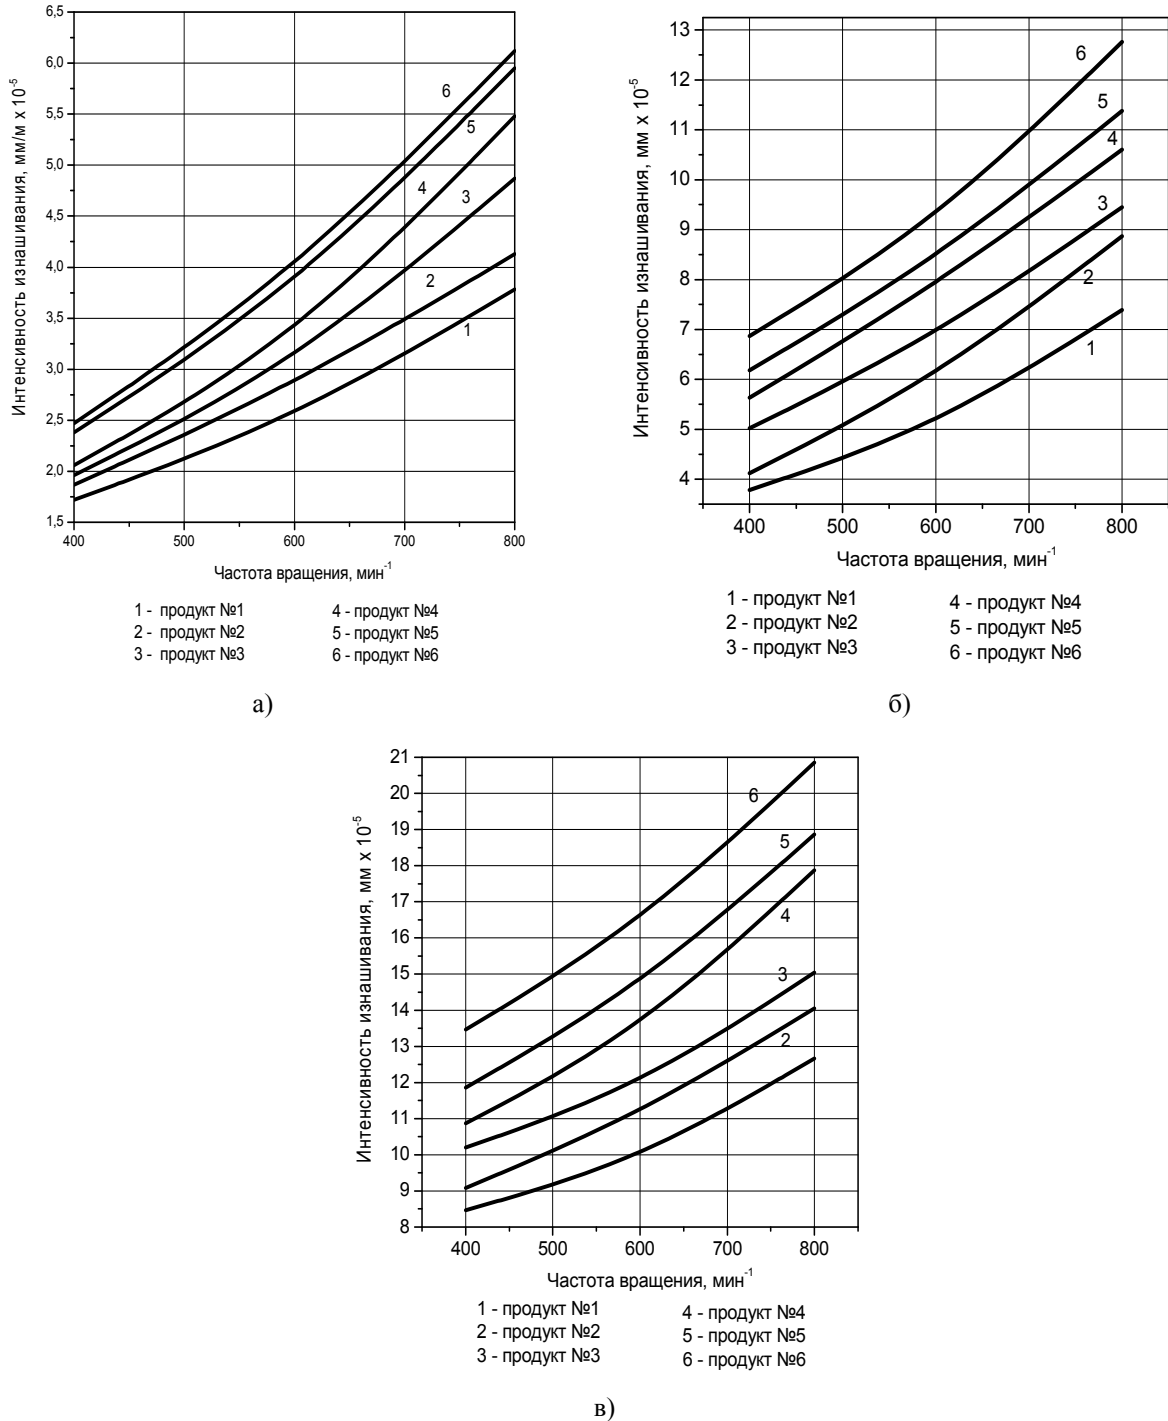 Интенсивность изнашивания, мм/м x 10⁻⁵
6,5
6,0
5,5
5,0
4,5
4,0
3,5
3,0
2,5
2,0
1,5
6
5
4
3
2
1
400 500 600 700 800
Частота вращения, мин⁻¹
1 - продукт №1 4 - продукт №4
2 - продукт №2 5 - продукт №5
3 - продукт №3 6 - продукт №6
а)
Интенсивность изнашивания, мм x 10⁻⁵
13
12
11
10
9
8
7
6
5
4
6
5
4
3
2
1
400 500 600 700 800
Частота вращения, мин⁻¹
1 - продукт №1 4 - продукт №4
2 - продукт №2 5 - продукт №5
3 - продукт №3 6 - продукт №6
б)
Интенсивность изнашивания, мм x 10⁻⁵
21
20
19
18
17
16
15
14
13
12
11
10
9
8
6
5
4
3
2
400 500 600 700 800
Частота вращения, мин⁻¹
1 - продукт №1 4 - продукт №4
2 - продукт №2 5 - продукт №5
3 - продукт №3 6 - продукт №6
в)